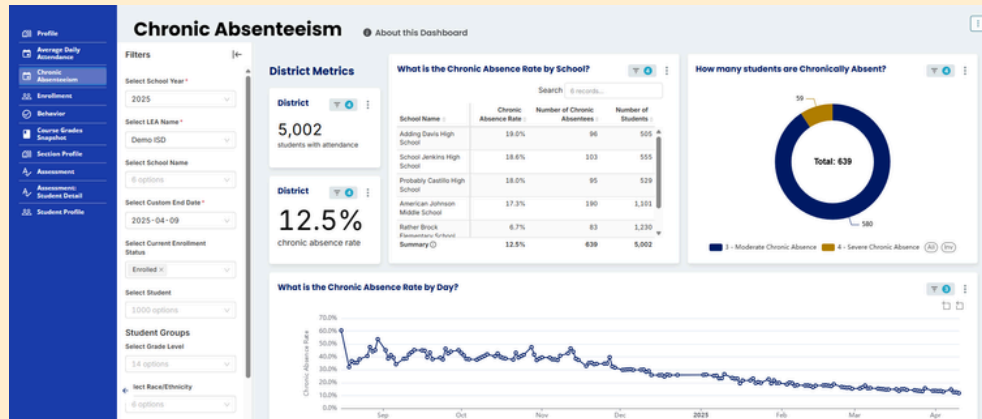 Chronic Absenteeism
About this Dashboard
Profile
Average Daily
Attendance
Chronic
Absenteeism
Enrollment
Behavior
Course Grades
Snapshot
Section Profile
Assessment
Assessment:
Student Detail
Student Profile
Filters
Select School Year*
2025
Select LEA Name*
Demo ISD
Select School Name
6 options
Select Custom End Date*
2025-04-09
Select Current Enrollment
Status
Enrolled ×
Select Student
1000 options
Student Groups
Select Grade Level
14 options
lect Race/Ethnicity
6 options
District Metrics
District 4
5,002
students with attendance
District 4
12.5%
chronic absence rate
What is the Chronic Absence Rate by School? 4
Search 6 records...
School Name Chronic Absence Rate Number of Chronic Absentees Number of Students
Adding Davis High School 19.0% 96 505
School Jenkins High School 18.6% 103 555
Probably Castillo High School 18.0% 95 529
American Johnson Middle School 17.3% 190 1,101
Rather Brock Elementary School 6.7% 83 1,230
Summary 12.5% 639 5,002
How many students are Chronically Absent? 4
59
Total: 639
580
3 - Moderate Chronic Absence 4 - Severe Chronic Absence All Inv
What is the Chronic Absence Rate by Day? 3
Chronic Absence Rate
70.0%
60.0%
50.0%
40.0%
30.0%
20.0%
10.0%
0.0%
Sep Oct Nov Dec 2025 Feb Mar Apr